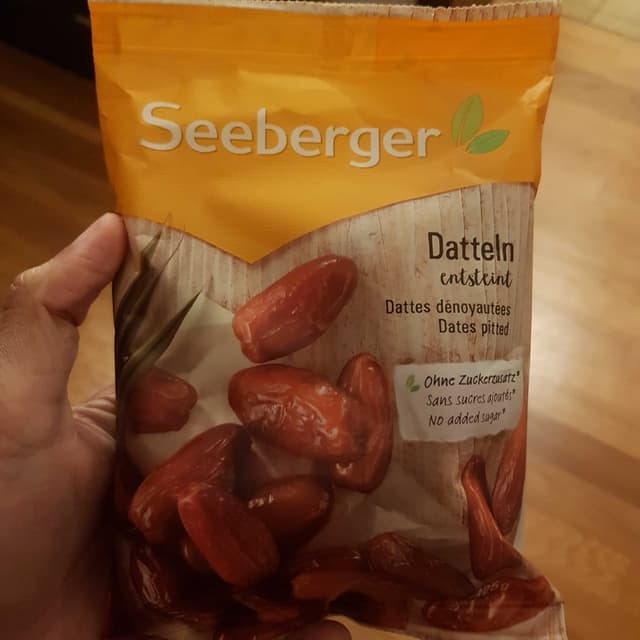 Seeberger
Datteln
entsteint
Dattes dénoyautées
Dates pitted
Ohne Zuckerzusatz*
Sans sucres ajoutés*
No added sugar*